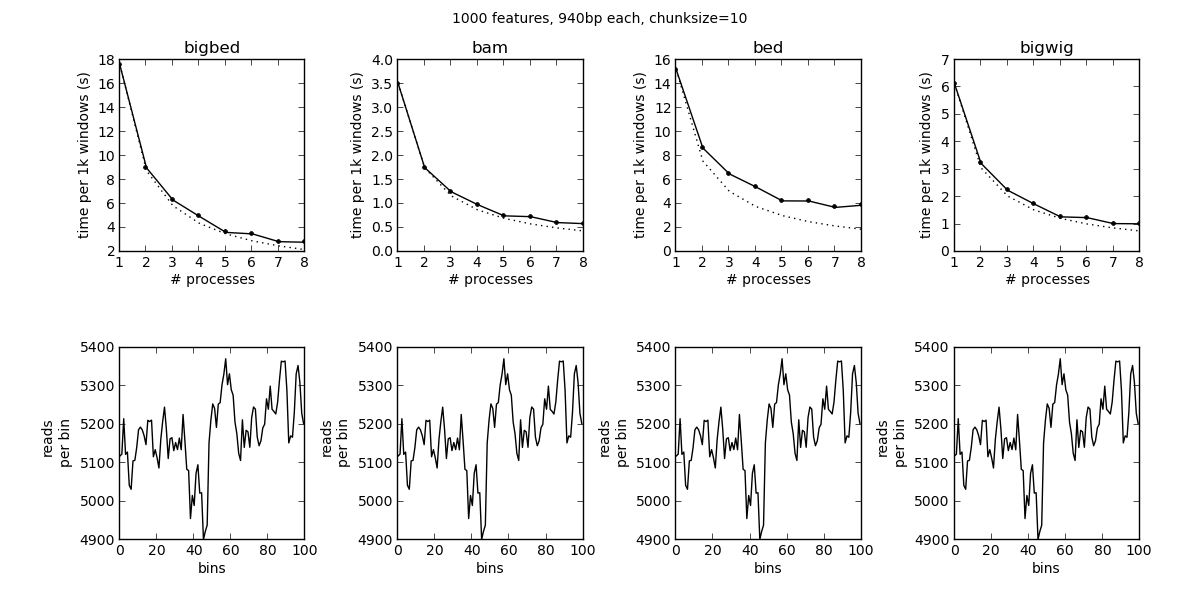 1000 features, 940bp each, chunksize=10
bigbed
bam
bed
bigwig
18
16
14
12
10
8
6
4
2
time per 1k windows (s)
1 2 3 4 5 6 7 8
# processes
4.0
3.5
3.0
2.5
2.0
1.5
1.0
0.5
0.0
time per 1k windows (s)
1 2 3 4 5 6 7 8
# processes
16
14
12
10
8
6
4
2
0
time per 1k windows (s)
1 2 3 4 5 6 7 8
# processes
7
6
5
4
3
2
1
0
time per 1k windows (s)
1 2 3 4 5 6 7 8
# processes
5400
5300
5200
5100
5000
4900
reads
per bin
0 20 40 60 80 100
bins
5400
5300
5200
5100
5000
4900
reads
per bin
0 20 40 60 80 100
bins
5400
5300
5200
5100
5000
4900
reads
per bin
0 20 40 60 80 100
bins
5400
5300
5200
5100
5000
4900
reads
per bin
0 20 40 60 80 100
bins